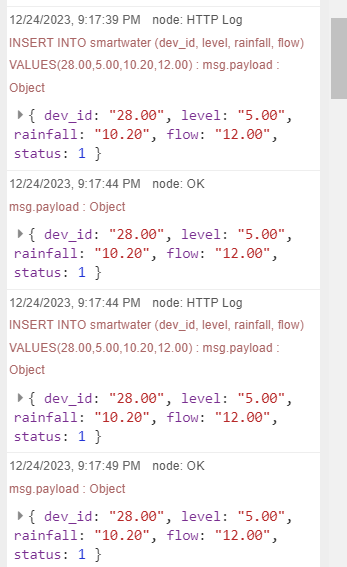 12/24/2023, 9:17:39 PM node: HTTP Log
INSERT INTO smartwater (dev_id, level, rainfall, flow)
VALUES(28.00,5.00,10.20,12.00) : msg.payload :
Object
{ dev_id: "28.00", level: "5.00",
rainfall: "10.20", flow: "12.00",
status: 1 }
12/24/2023, 9:17:44 PM node: OK
msg.payload : Object
{ dev_id: "28.00", level: "5.00",
rainfall: "10.20", flow: "12.00",
status: 1 }
12/24/2023, 9:17:44 PM node: HTTP Log
INSERT INTO smartwater (dev_id, level, rainfall, flow)
VALUES(28.00,5.00,10.20,12.00) : msg.payload :
Object
{ dev_id: "28.00", level: "5.00",
rainfall: "10.20", flow: "12.00",
status: 1 }
12/24/2023, 9:17:49 PM node: OK
msg.payload : Object
{ dev_id: "28.00", level: "5.00",
rainfall: "10.20", flow: "12.00",
status: 1 }